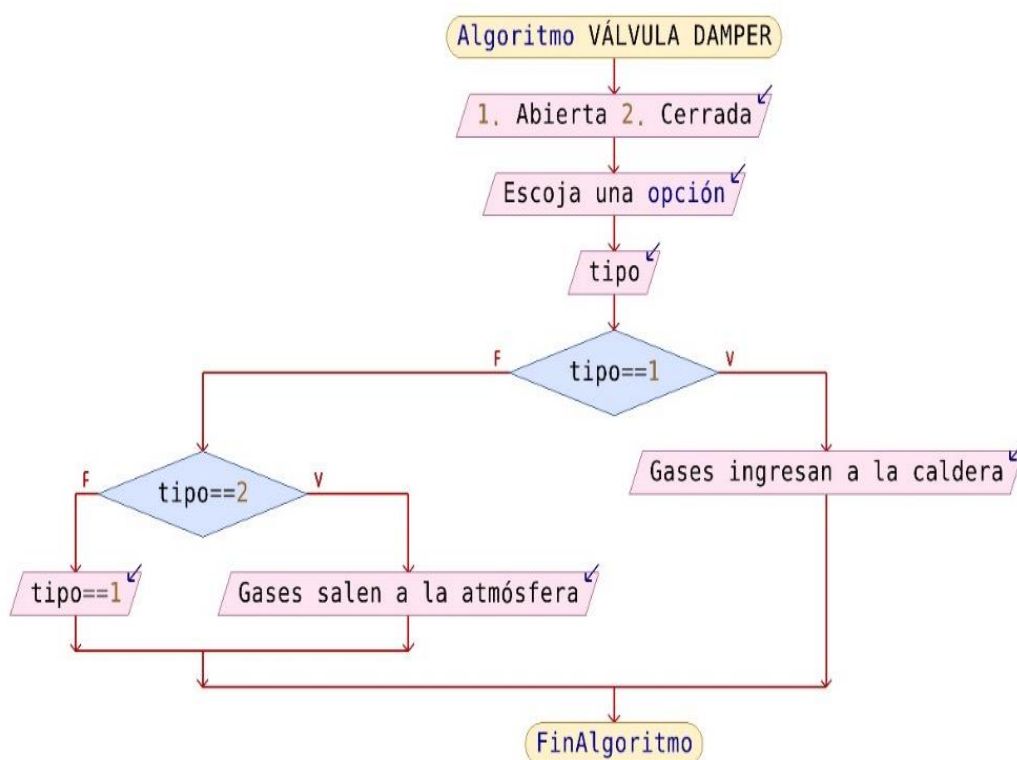 Algoritmo VÁLVULA DAMPER
1. Abierta 2. Cerrada
Escoja una opción
tipo
tipo==1
F
V
Gases ingresan a la caldera
tipo==2
F
V
tipo==1
Gases salen a la atmósfera
FinAlgoritmo